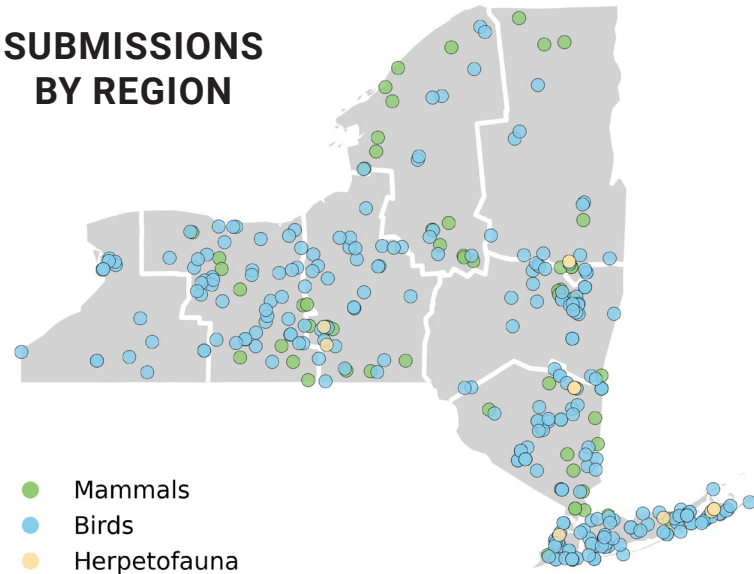 SUBMISSIONS
BY REGION
Mammals
Birds
Herpetofauna